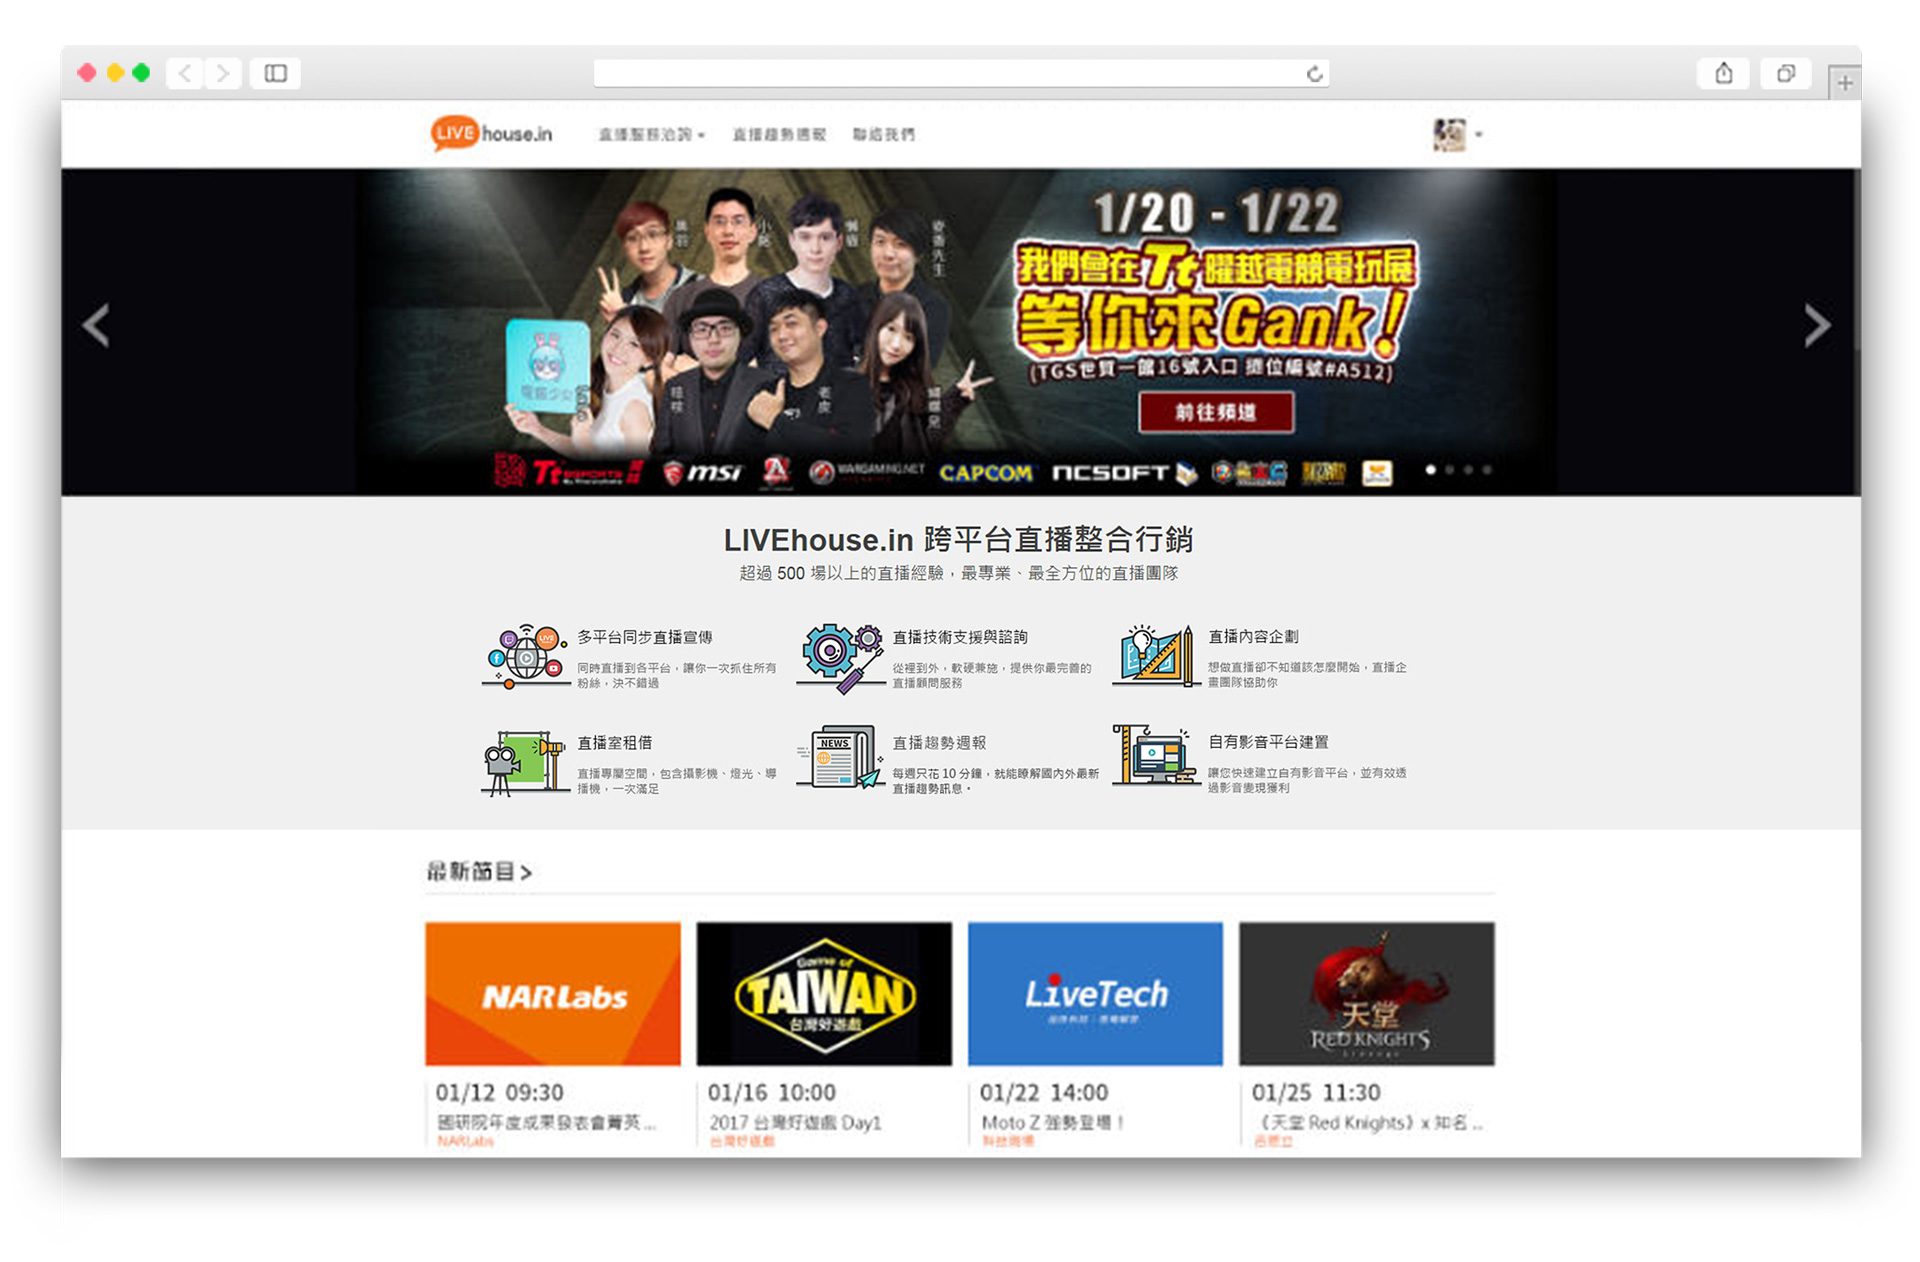 LIVE house.in
直播服務洽詢
直播趨勢週報
聯絡我們
1/20 - 1/22
我們會在 Tt 曜越電競電玩展
等你來Gank!
(TGS世貿一館16號入口 攤位編號#A512)
前往頻道
小熊
麥香先生
老皮
Tt eSPORTS
msi
WARGAMING.NET
CAPCOM
NCSOFT
LIVEhouse.in 跨平台直播整合行銷
超過 500 場以上的直播經驗，最專業、最全方位的直播團隊
LIVE
多平台同步直播宣傳
同時直播到各平台，讓你一次抓住所有
粉絲，決不錯過
直播技術支援與諮詢
從裡到外，軟硬兼施，提供你最完善的
直播顧問服務
直播內容企劃
想做直播卻不知道該怎麼開始，直播企
畫團隊協助你
直播室租借
直播專屬空間，包含攝影機、燈光、導
播機，一次滿足
NEWS
直播趨勢週報
每週只花 10 分鐘，就能瞭解國內外最新
直播趨勢訊息。
自有影音平台建置
讓您快速建立自有影音平台，並有效透
過影音變現獲利
最新節目 >
NARLabs
Game of
TAIWAN
台灣好遊戲
LiveTech
天堂
RED KNIGHTS
Lineage
01/12 09:30
國研院年度成果發表會菁英 ...
NARLabs
01/16 10:00
2017 台灣好遊戲 Day1
台灣好遊戲
01/22 14:00
Moto Z 強勢登場！
01/25 11:30
《天堂 Red Knights》x 知名 ...